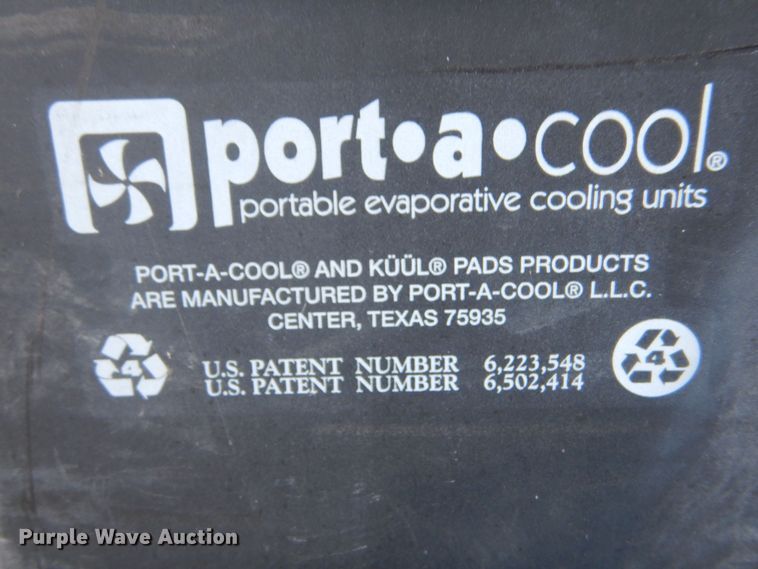 port•a•cool®
portable evaporative cooling units
PORT-A-COOL® AND KÜÜL® PADS PRODUCTS
ARE MANUFACTURED BY PORT-A-COOL® L.L.C.
CENTER, TEXAS 75935
4 U.S. PATENT NUMBER 6,223,548 4
U.S. PATENT NUMBER 6,502,414
Purple Wave Auction